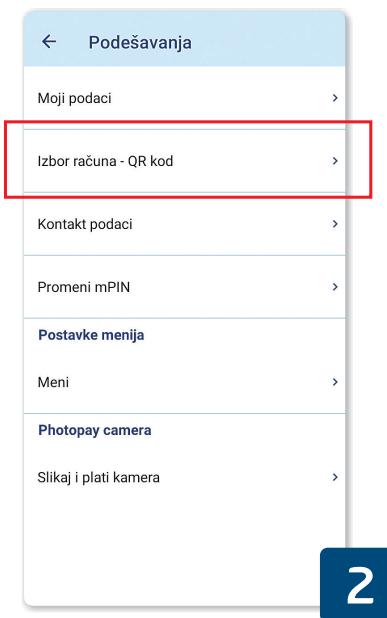 Podešavanja
Moji podaci
Izbor računa - QR kod
Kontakt podaci
Promeni mPIN
Postavke menija
Meni
Photopay camera
Slikaj i plati kamera
2